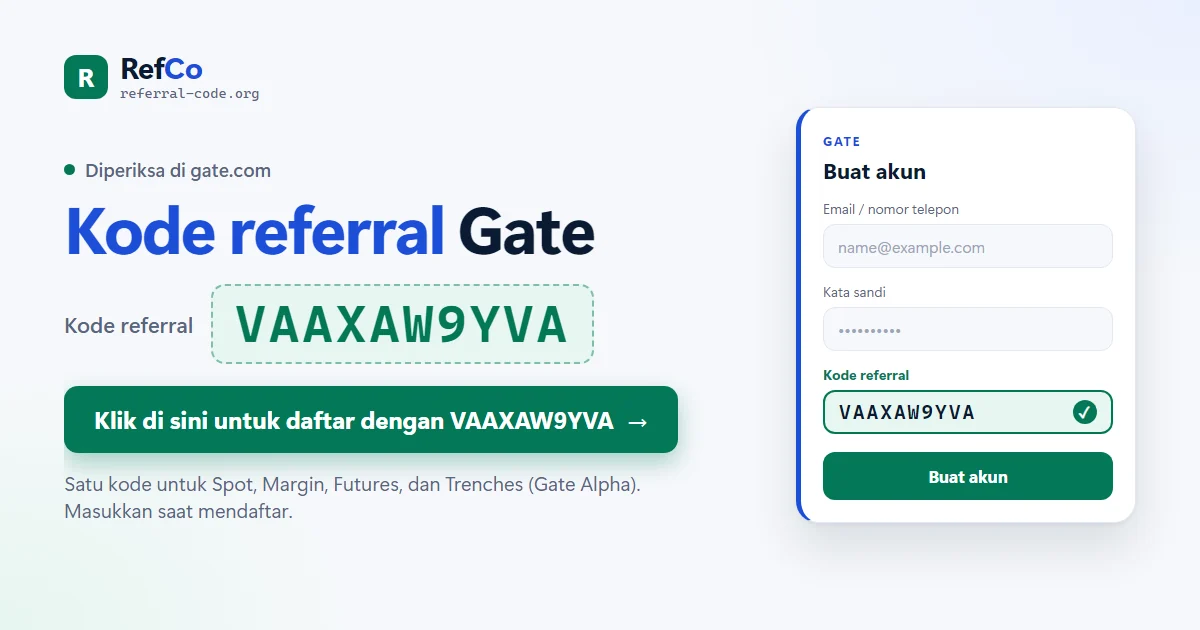 R
RefCo
referral-code.org
Diperiksa di gate.com
Kode referral Gate
Kode referral
VAAXAW9YVA
Klik di sini untuk daftar dengan VAAXAW9YVA →
Satu kode untuk Spot, Margin, Futures, dan Trenches (Gate Alpha).
Masukkan saat mendaftar.
GATE
Buat akun
Email / nomor telepon
name@example.com
Kata sandi
••••••••••
Kode referral
VAAXAW9YVA ✓
Buat akun